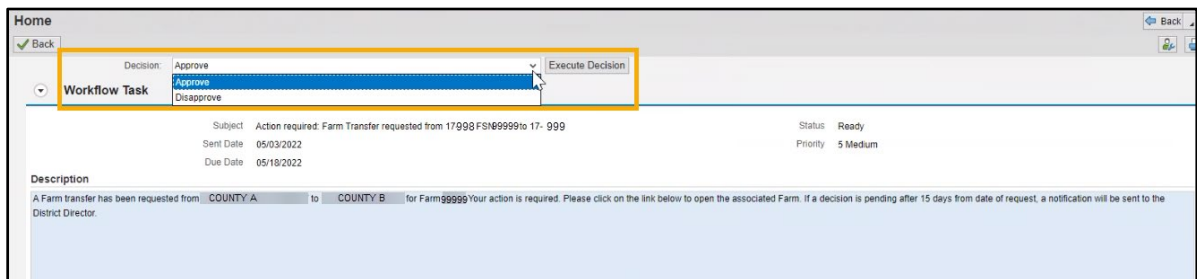 Home Back
Back
Decision: Approve Execute Decision
Approve
Workflow Task
Disapprove
Subject Action required: Farm Transfer requested from 17998 FSN99999to 17- 999 Status Ready
Sent Date 05/03/2022 Priority 5 Medium
Due Date 05/18/2022
Description
A Farm transfer has been requested from COUNTY A to COUNTY B for Farm99999Your action is required. Please click on the link below to open the associated Farm. If a decision is pending after 15 days from date of request, a notification will be sent to the
District Director.